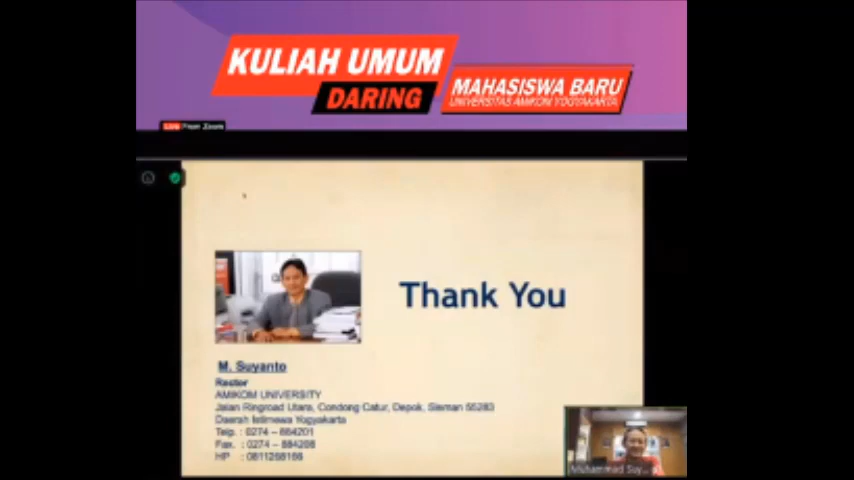 KULIAH UMUM
DARING
MAHASISWA BARU
UNIVERSITAS AMIKOM YOGYAKARTA
LIVE From Zoom
Thank You
M. Suyanto
Rector
AMIKOM UNIVERSITY
Jalan Ringroad Utara, Condong Catur, Depok, Sleman 55283
Daerah Istimewa Yogyakarta
Telp. : 0274 – 884201
Fax. : 0274 – 884208
HP :
Muhammad Suy...